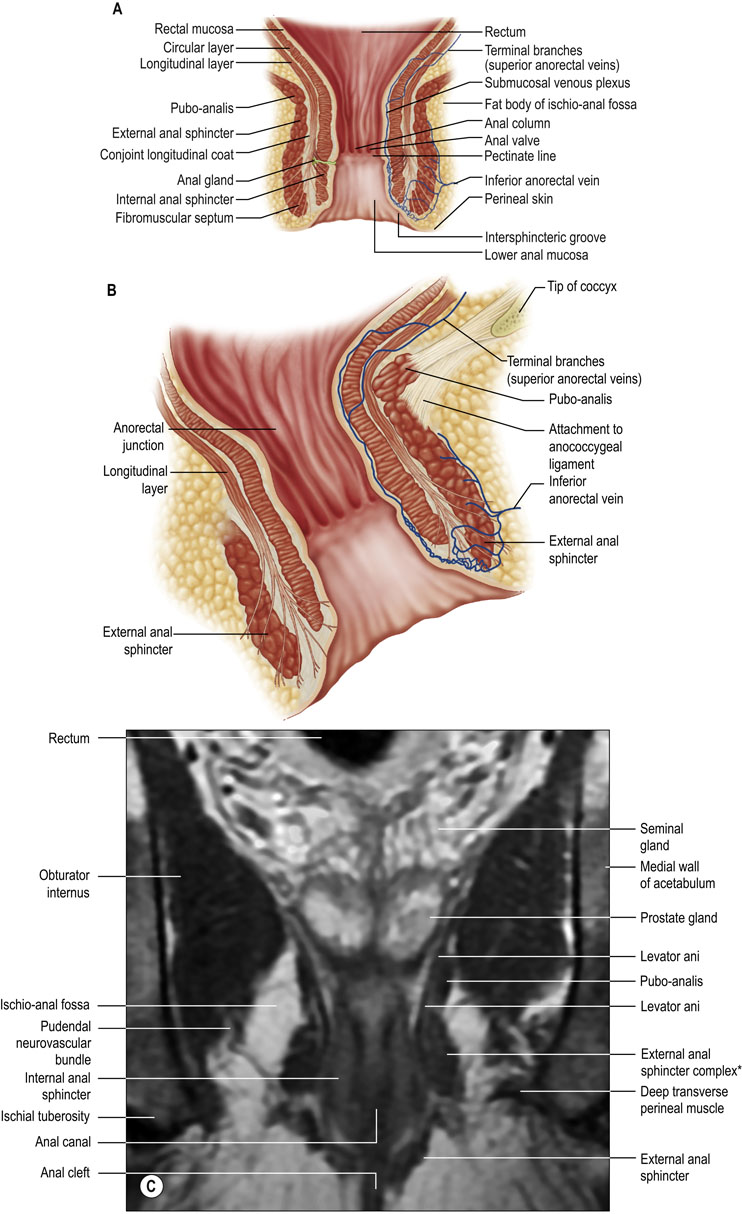 A
Rectal mucosa
Circular layer
Longitudinal layer
Pubo-analis
External anal sphincter
Conjoint longitudinal coat
Anal gland
Internal anal sphincter
Fibromuscular septum
Rectum
Terminal branches
(superior anorectal veins)
Submucosal venous plexus
Fat body of ischio-anal fossa
Anal column
Anal valve
Pectinate line
Inferior anorectal vein
Perineal skin
Intersphincteric groove
Lower anal mucosa
B
Anorectal
junction
Longitudinal
layer
External anal
sphincter
Tip of coccyx
Terminal branches
(superior anorectal veins)
Pubo-analis
Attachment to
anococcygeal
ligament
Inferior
anorectal vein
External anal
sphincter
Rectum
Obturator
internus
Ischio-anal fossa
Pudendal
neurovascular
bundle
Internal anal
sphincter
Ischial tuberosity
Anal canal
Anal cleft
Seminal
gland
Medial wall
of acetabulum
Prostate gland
Levator ani
Pubo-analis
Levator ani
External anal
sphincter complex*
Deep transverse
perineal muscle
External anal
sphincter
C